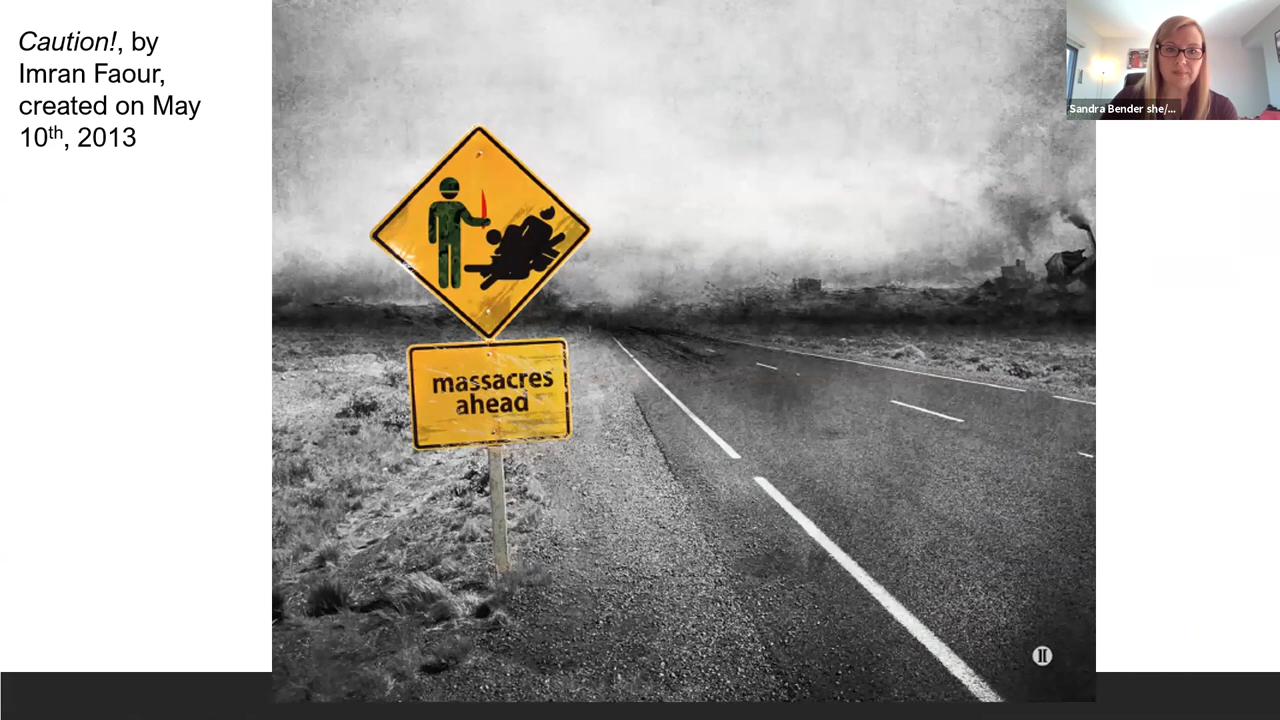 Caution!, by
Imran Faour,
created on May
10th, 2013
Sandra Bender she/...
massacres
ahead